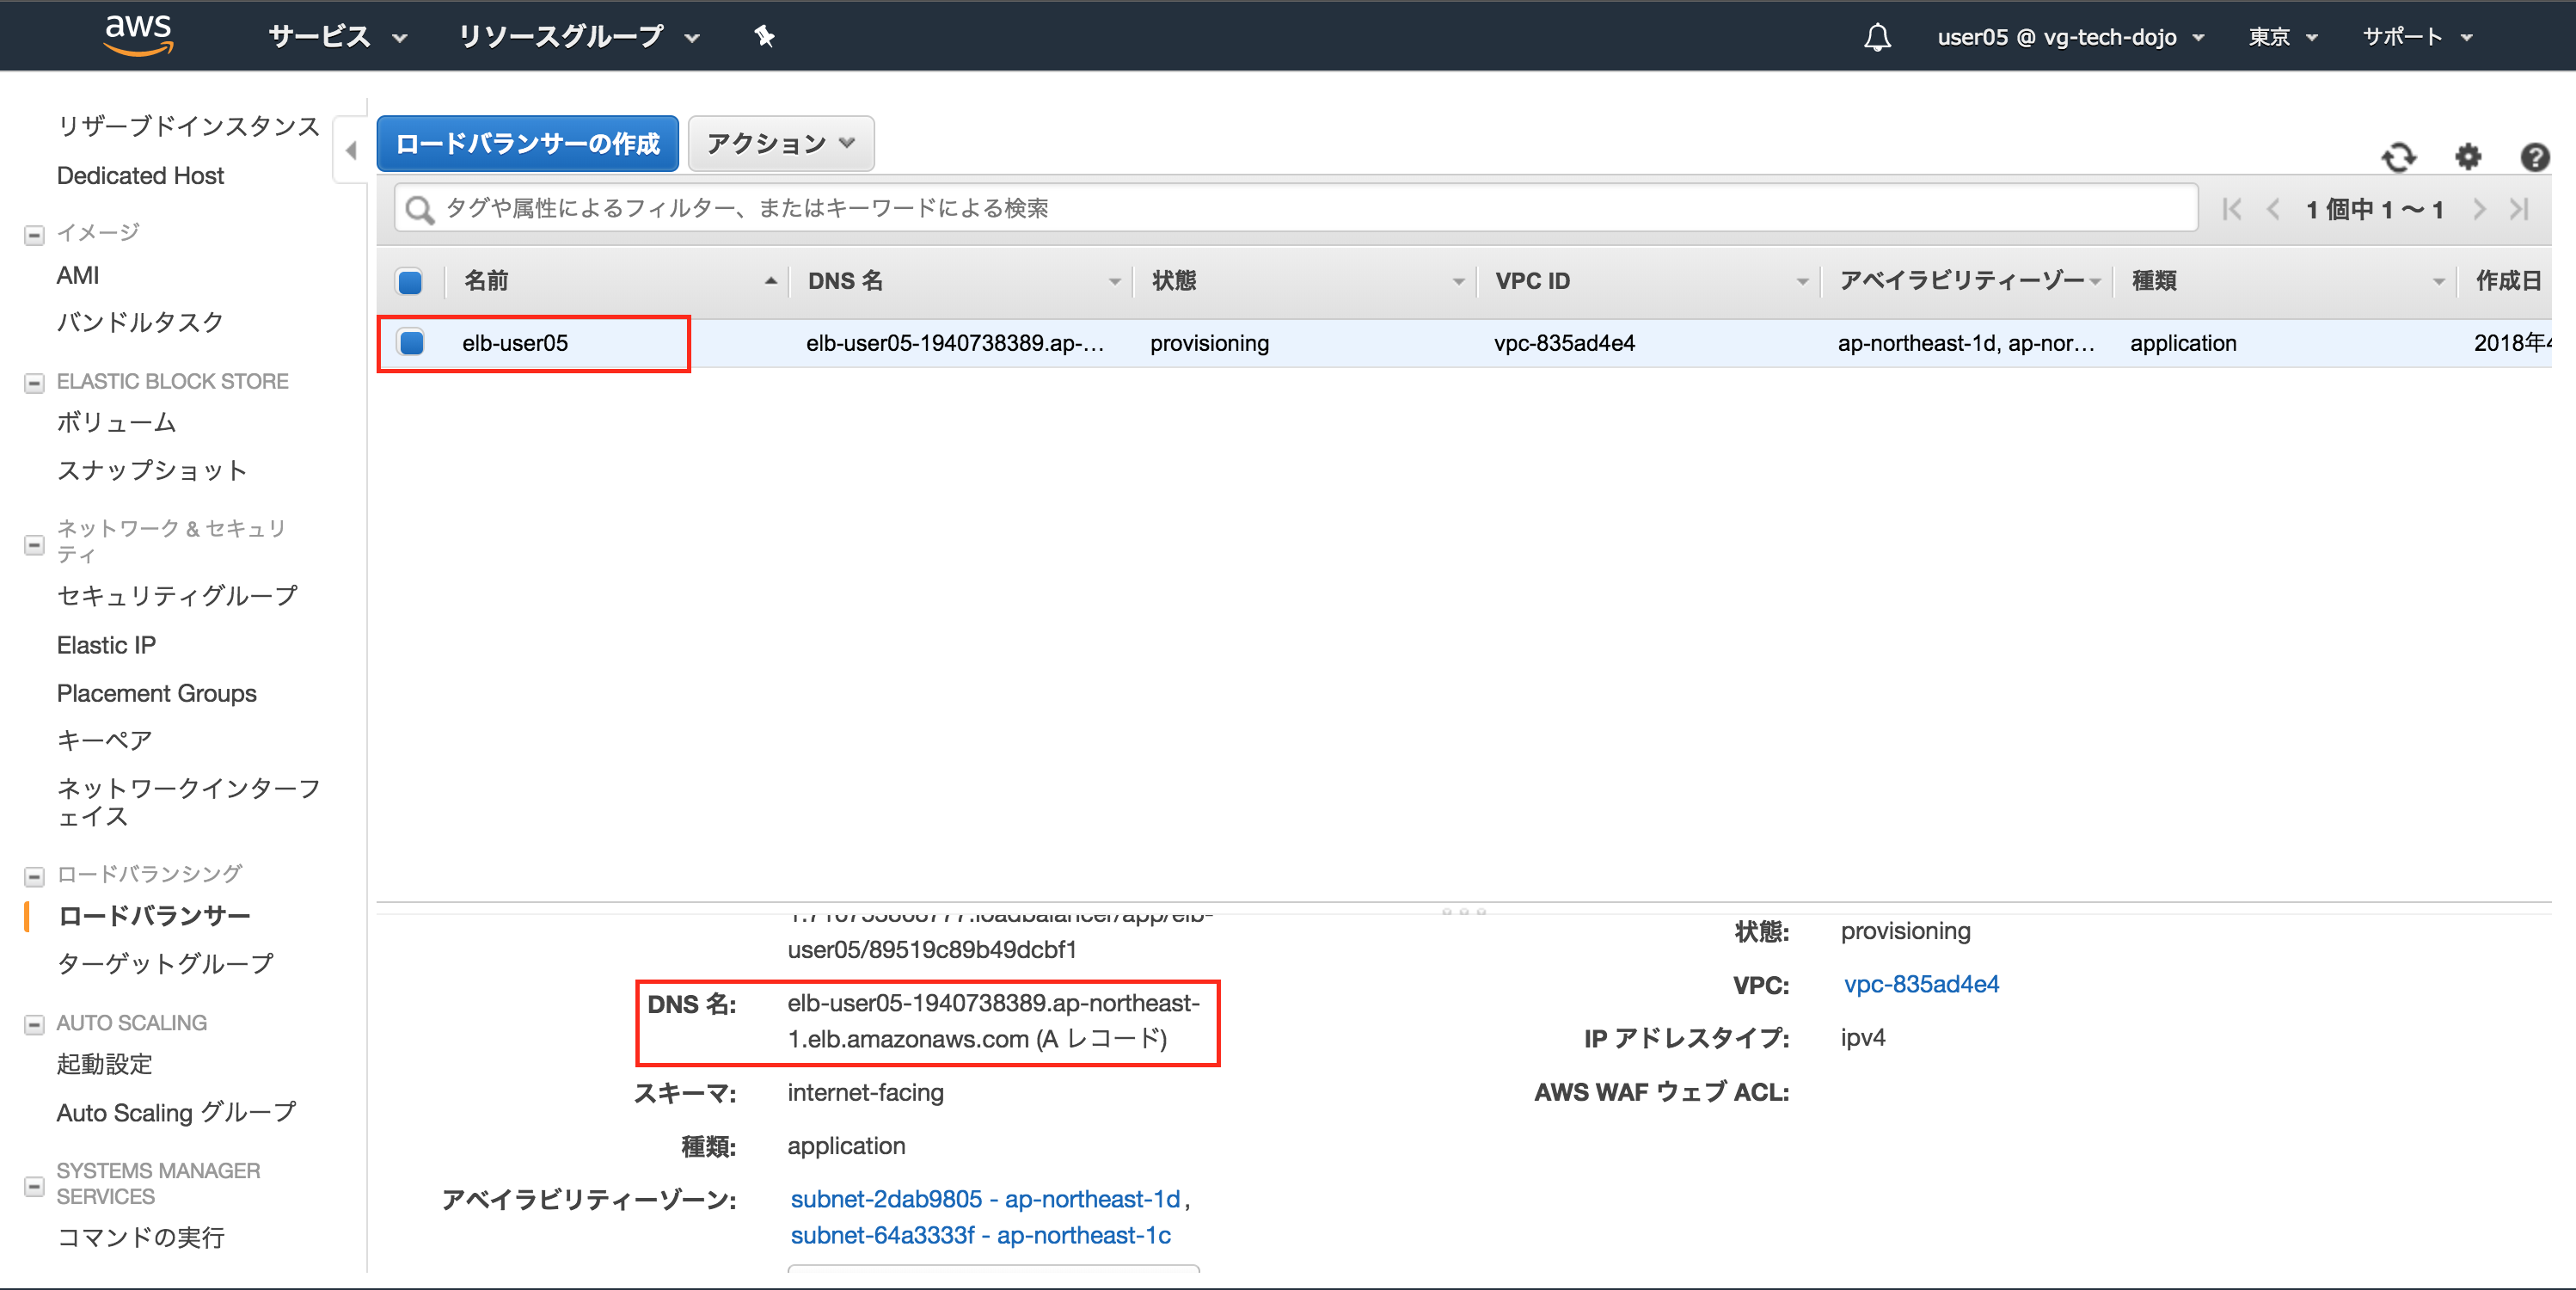 aws
サービス
リソースグループ
user05 @ vg-tech-dojo
東京
サポート
リザーブドインスタンス
Dedicated Host
イメージ
AMI
バンドルタスク
ELASTIC BLOCK STORE
ボリューム
スナップショット
ネットワーク & セキュリ
ティ
セキュリティグループ
Elastic IP
Placement Groups
キーペア
ネットワークインターフ
ェイス
ロードバランシング
ロードバランサー
ターゲットグループ
AUTO SCALING
起動設定
Auto Scaling グループ
SYSTEMS MANAGER
SERVICES
コマンドの実行
ロードバランサーの作成
アクション
タグや属性によるフィルター、またはキーワードによる検索
1 個中 1 ～ 1
名前
DNS 名
状態
VPC ID
アベイラビリティーゾー
種類
作成日
elb-user05
elb-user05-1940738389.ap-...
provisioning
vpc-835ad4e4
ap-northeast-1d, ap-nor...
application
2018年4
user05/89519c89b49dcbf1
DNS 名:
elb-user05-1940738389.ap-northeast-
1.elb.amazonaws.com (A レコード)
スキーマ:
internet-facing
種類:
application
アベイラビリティーゾーン:
subnet-2dab9805 - ap-northeast-1d,
subnet-64a3333f - ap-northeast-1c
状態:
provisioning
VPC:
vpc-835ad4e4
IP アドレスタイプ:
ipv4
AWS WAF ウェブ ACL: